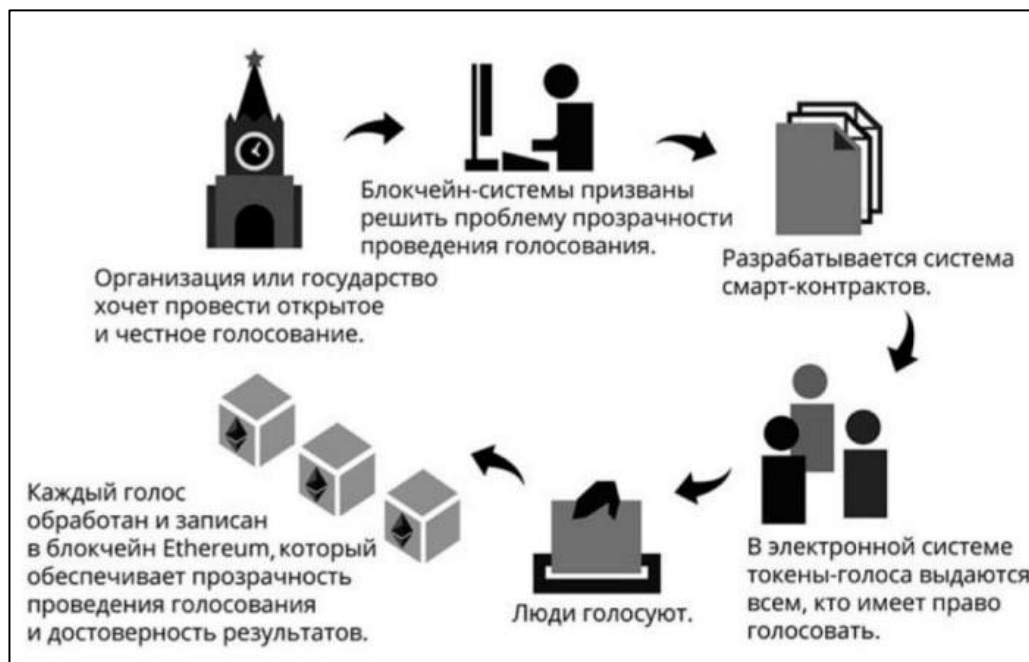 Организация или государство
хочет провести открытое
и честное голосование.
Блокчейн-системы призваны
решить проблему прозрачности
проведения голосования.
Разрабатывается система
смарт-контрактов.
В электронной системе
токены-голоса выдаются
всем, кто имеет право
голосовать.
Люди голосуют.
Каждый голос
обработан и записан
в блокчейн Ethereum, который
обеспечивает прозрачность
проведения голосования
и достоверность результатов.